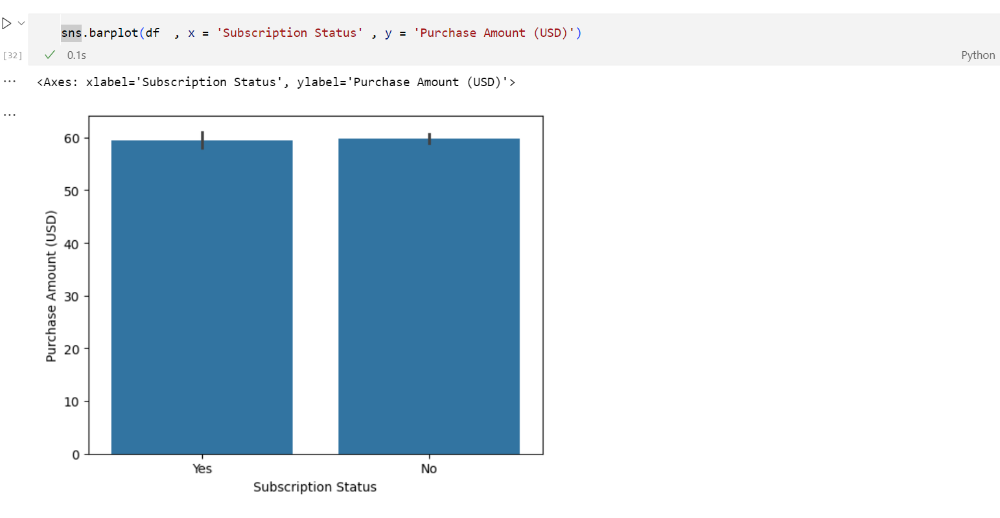 sns.barplot(df  , x = 'Subscription Status' , y = 'Purchase Amount (USD)')
[32]
0.1s
Python
<Axes: xlabel='Subscription Status', ylabel='Purchase Amount (USD)'>
60
50
40
30
20
10
0
Purchase Amount (USD)
Yes
No
Subscription Status